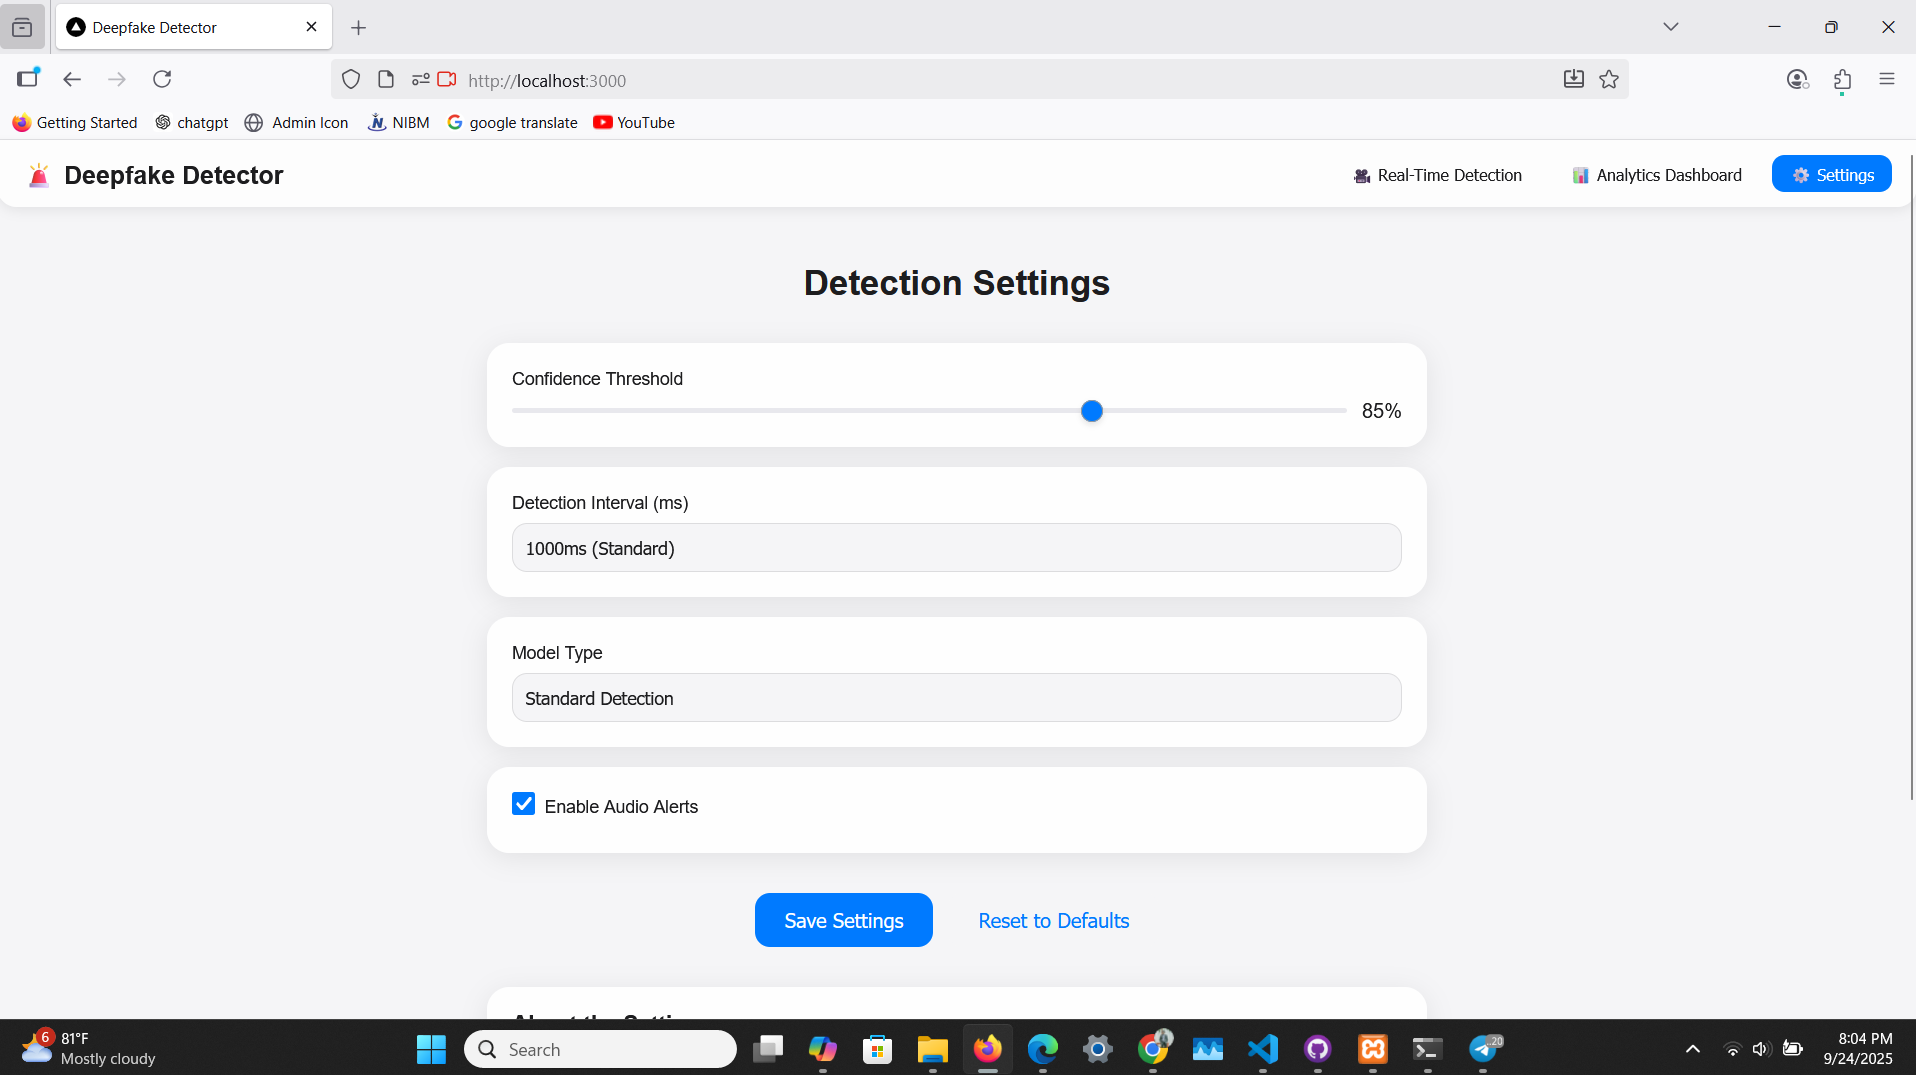 Deepfake Detector
http://localhost:3000
Getting Started chatgpt Admin Icon NIBM google translate YouTube
Deepfake Detector
Real-Time Detection Analytics Dashboard Settings
Detection Settings
Confidence Threshold
85%
Detection Interval (ms)
1000ms (Standard)
Model Type
Standard Detection
Enable Audio Alerts
Save Settings Reset to Defaults
6
81°F
Mostly cloudy
Search
20
8:04 PM
9/24/2025